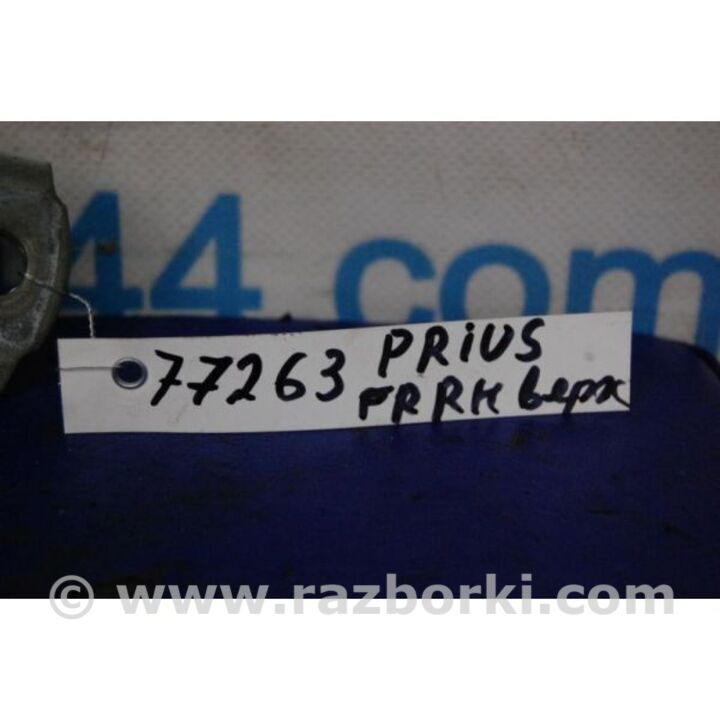 44.com
77263 PRiUS
FR RH верх
© www.razborki.com